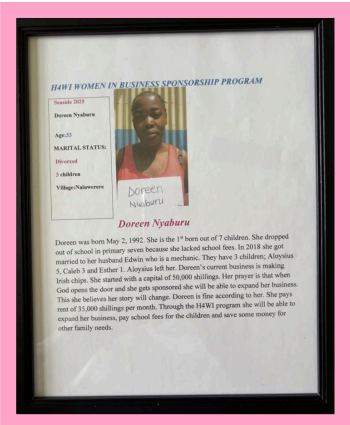 H4WI WOMEN IN BUSINESS SPONSORSHIP PROGRAM
Seaside 2025
Doreen Nyaburu
Age:33
MARITAL STATUS:
Divorced
3 children
Village:Nalawerere
Doreen
Nyaburu
Doreen Nyaburu
Doreen was born May 2, 1992. She is the 1st born out of 7 children. She dropped
out of school in primary seven because she lacked school fees. In 2018 she got
married to her husband Edwin who is a mechanic. They have 3 children; Aloysius
5, Caleb 3 and Esther 1. Aloysius left her. Doreen's current business is making
Irish chips. She started with a capital of 50,000 shillings. Her prayer is that when
God opens the door and she gets sponsored she will be able to expand her business.
This she believes her story will change. Doreen is fine according to her. She pays
rent of 35,000 shillings per month. Through the H4WI program she will be able to
expand her business, pay school fees for the children and save some money for
other family needs.